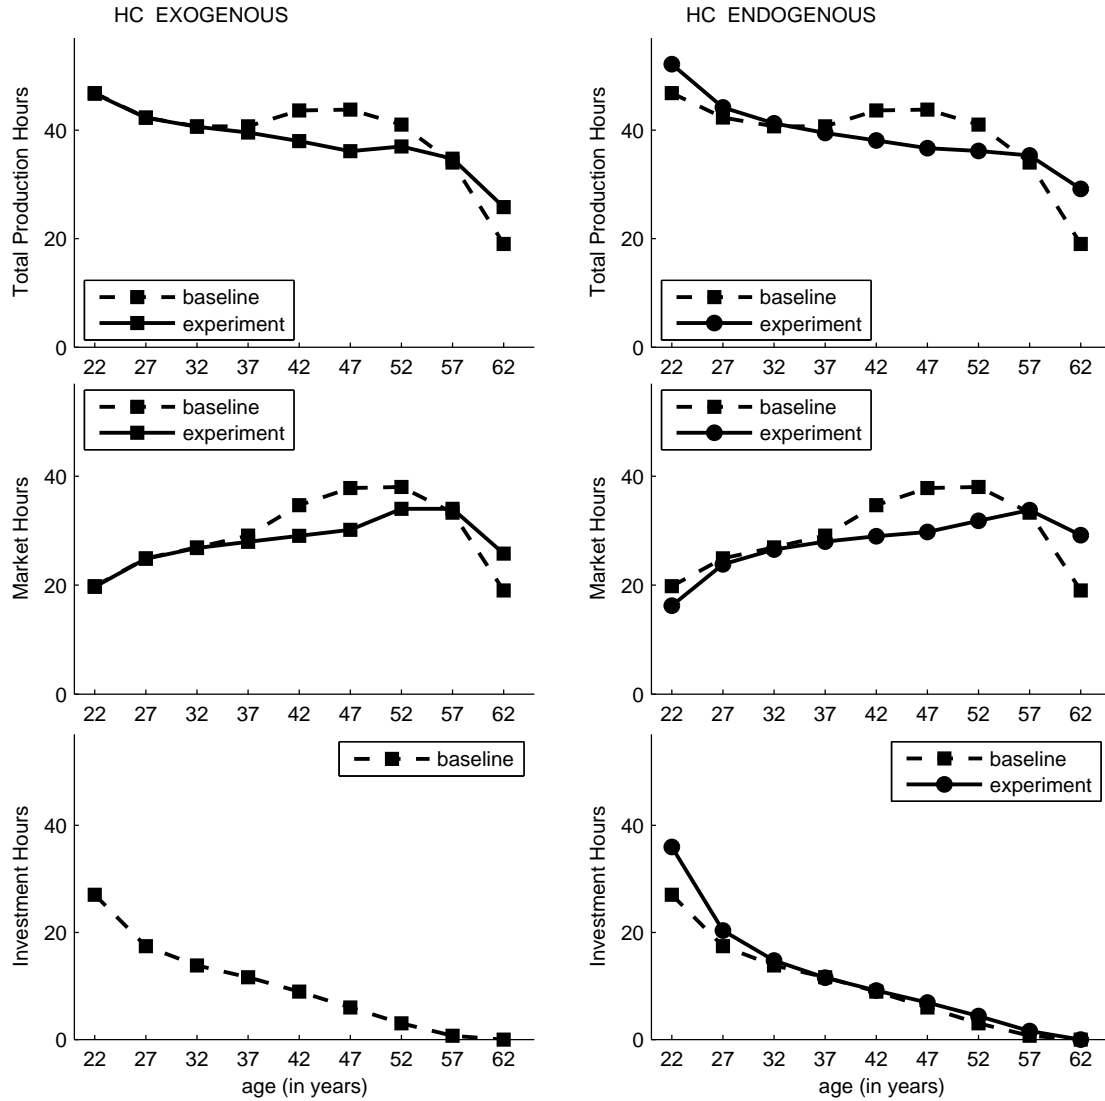 HC EXOGENOUS
Total Production Hours
40
20
0
baseline
experiment
22 27 32 37 42 47 52 57 62
HC ENDOGENOUS
Total Production Hours
40
20
0
baseline
experiment
22 27 32 37 42 47 52 57 62
Market Hours
baseline
experiment
40
20
0
22 27 32 37 42 47 52 57 62
Market Hours
baseline
experiment
40
20
0
22 27 32 37 42 47 52 57 62
Investment Hours
baseline
40
20
0
22 27 32 37 42 47 52 57 62
age (in years)
Investment Hours
baseline
experiment
40
20
0
22 27 32 37 42 47 52 57 62
age (in years)